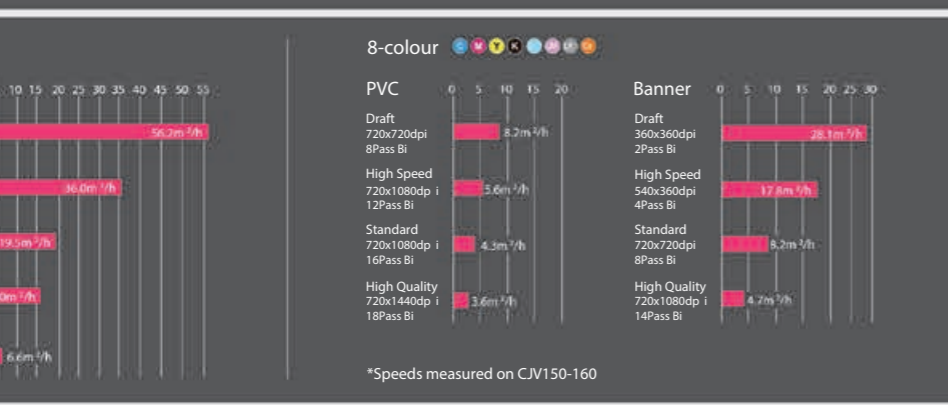 10 15 20 25 30 35 40 45 50 55
56.2m²/h
36.0m²/h
19.5m²/h
0m²/h
6.6m²/h
8-colour C M Y K
PVC 0 5 10 15 20
Draft
720x720dpi 8.2m²/h
8Pass Bi
High Speed
720x1080dp i 5.6m²/h
12Pass Bi
Standard
720x1080dp i 4.3m²/h
16Pass Bi
High Quality
720x1440dp i 3.6m²/h
18Pass Bi
Banner 0 5 10 15 20 25 30
Draft
360x360dpi 28.1m²/h
2Pass Bi
High Speed
540x360dpi 17.8m²/h
4Pass Bi
Standard
720x720dpi 8.2m²/h
8Pass Bi
High Quality
720x1080dp i 4.7m²/h
14Pass Bi
*Speeds measured on CJV150-160